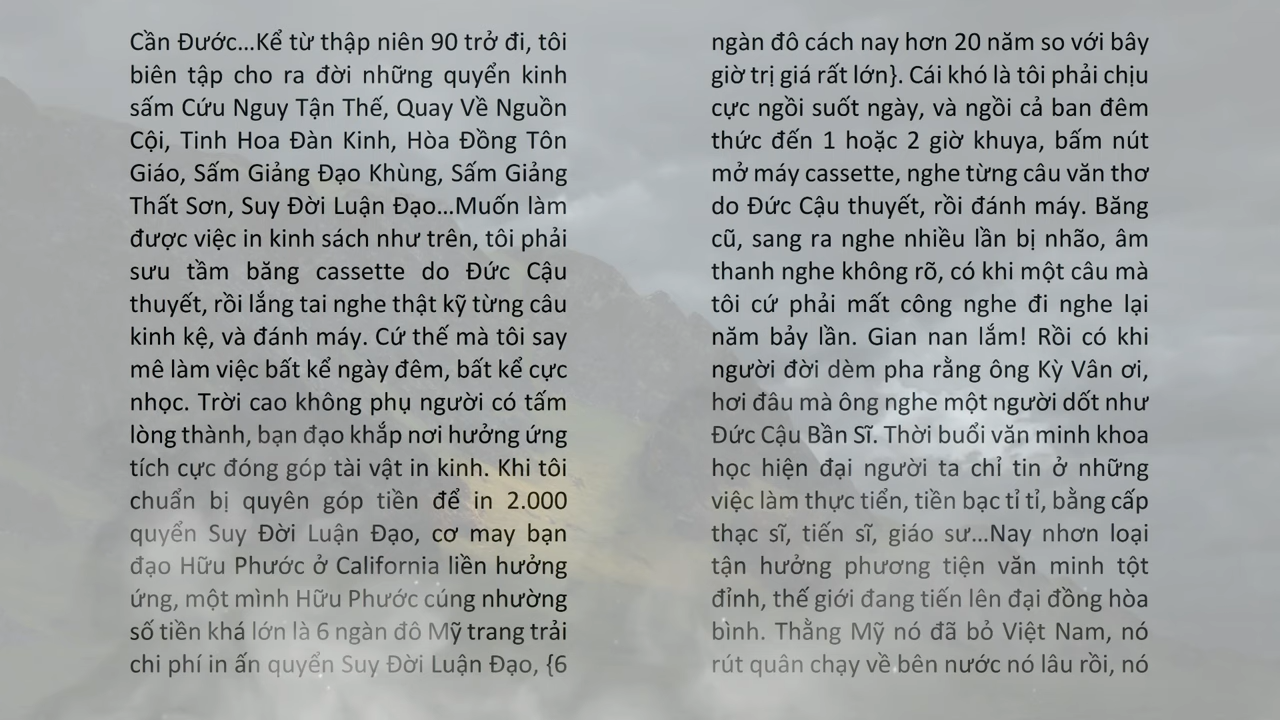 Cần Đước...Kể từ thập niên 90 trở đi, tôi
biên tập cho ra đời những quyển kinh
sấm Cứu Nguy Tận Thế, Quay Về Nguồn
Cội, Tinh Hoa Đàn Kinh, Hòa Đồng Tôn
Giáo, Sấm Giảng Đạo Khùng, Sấm Giảng
Thất Sơn, Suy Đời Luận Đạo...Muốn làm
được việc in kinh sách như trên, tôi phải
sưu tầm băng cassette do Đức Cậu
thuyết, rồi lắng tai nghe thật kỹ từng câu
kinh kệ, và đánh máy. Cứ thế mà tôi say
mê làm việc bất kể ngày đêm, bất kể cực
nhọc. Trời cao không phụ người có tấm
lòng thành, bạn đạo khắp nơi hưởng ứng
tích cực đóng góp tài vật in kinh. Khi tôi
chuẩn bị quyên góp tiền để in 2.000
quyển Suy Đời Luận Đạo, cơ may bạn
đạo Hữu Phước ở California liền hưởng
ứng, một mình Hữu Phước cúng nhường
số tiền khá lớn là 6 ngàn đô Mỹ trang trải
chi phí in ấn quyển Suy Đời Luận Đạo, {6
ngàn đô cách nay hơn 20 năm so với bây
giờ trị giá rất lớn}. Cái khó là tôi phải chịu
cực ngồi suốt ngày, và ngồi cả ban đêm
thức đến 1 hoặc 2 giờ khuya, bấm nút
mở máy cassette, nghe từng câu văn thơ
do Đức Cậu thuyết, rồi đánh máy. Băng
cũ, sang ra nghe nhiều lần bị nhão, âm
thanh nghe không rõ, có khi một câu mà
tôi cứ phải mất công nghe đi nghe lại
năm bảy lần. Gian nan lắm! Rồi có khi
người đời dèm pha rằng ông Kỳ Vân ơi,
hơi đâu mà ông nghe một người dốt như
Đức Cậu Bần Sĩ. Thời buổi văn minh khoa
học hiện đại người ta chỉ tin ở những
việc làm thực tiển, tiền bạc tỉ tỉ, bằng cấp
thạc sĩ, tiến sĩ, giáo sư...Nay nhơn loại
tận hưởng phương tiện văn minh tột
đỉnh, thế giới đang tiến lên đại đồng hòa
bình. Thằng Mỹ nó đã bỏ Việt Nam, nó
rút quân chạy về bên nước nó lâu rồi, nó